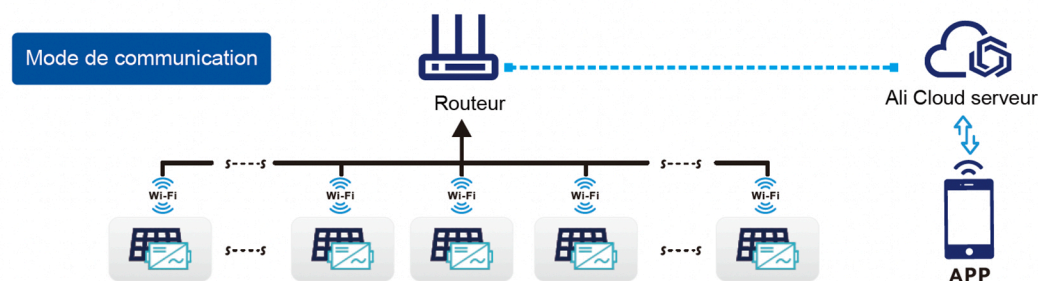 Mode de communication
Routeur
Ali Cloud serveur
Wi-Fi
Wi-Fi
Wi-Fi
Wi-Fi
Wi-Fi
APP